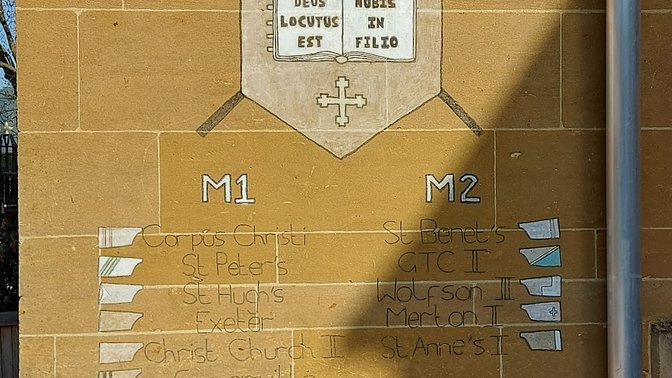 DEUS NOBIS
LOCUTUS IN
EST FILIO
M1 M2
Corpus Christi St Benet's
St Peter's GTC II
St Hugh's Wolfson III
Exeter Merton I
Christ Church II St Anne's I